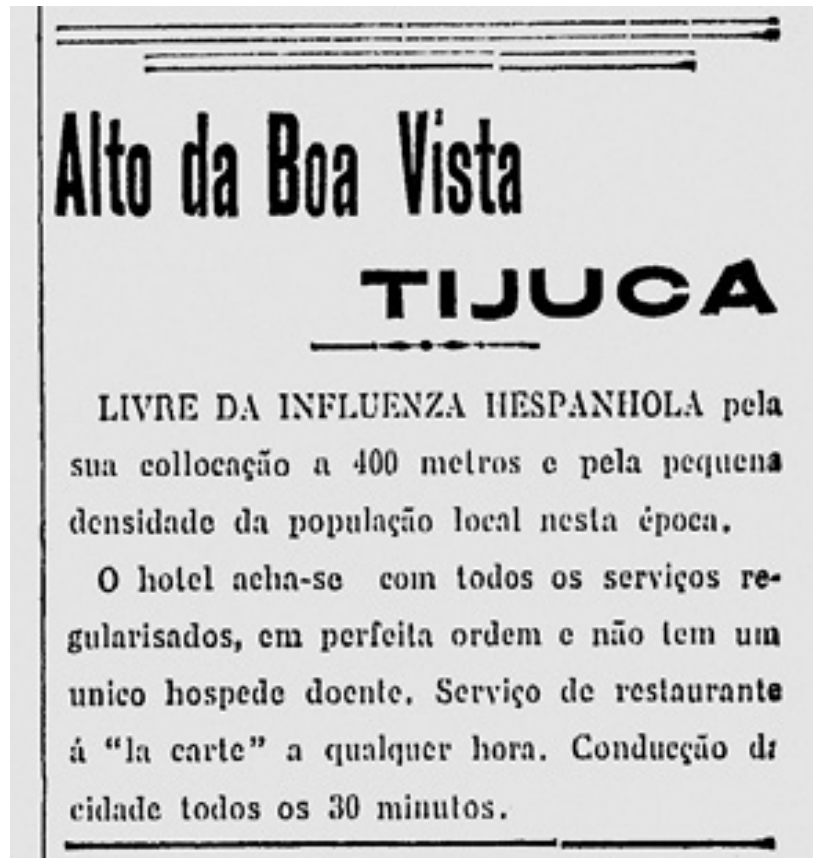 Alto da Boa Vista
TIJUCA
LIVRE DA INFLUENZA HESPANHOLA pela
sua collocação a 400 metros e pela pequena
densidade da população local nesta época.
O hotel acha-se com todos os serviços re-
gularisados, em perfeita ordem e não tem um
unico hospede doente. Serviço de restaurante
á "la carte" a qualquer hora. Conducção da
cidade todos os 30 minutos.